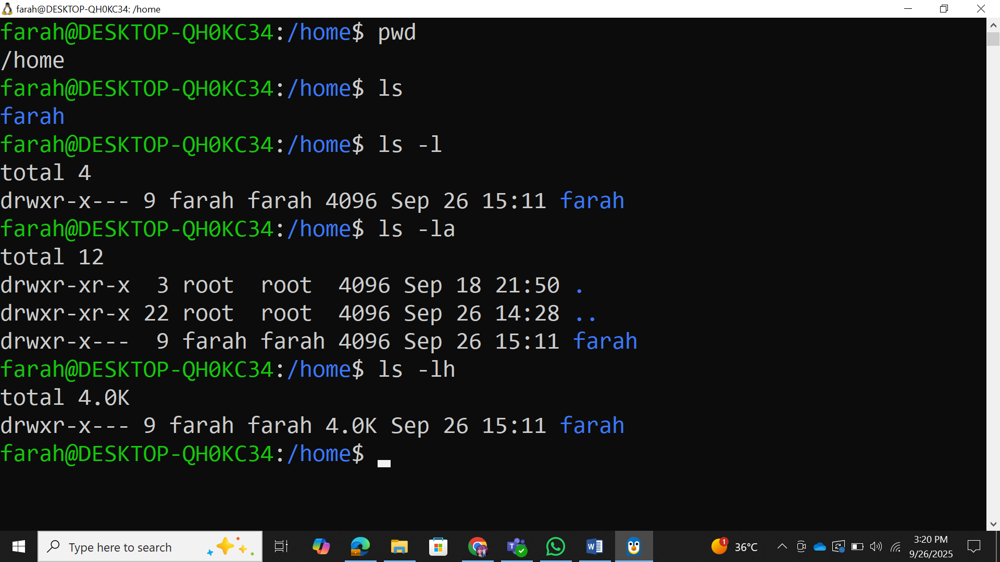 farah@DESKTOP-QH0KC34: /home
farah@DESKTOP-QH0KC34:/home$ pwd
/home
farah@DESKTOP-QH0KC34:/home$ ls
farah
farah@DESKTOP-QH0KC34:/home$ ls -l
total 4
drwxr-x--- 9 farah farah 4096 Sep 26 15:11 farah
farah@DESKTOP-QH0KC34:/home$ ls -la
total 12
drwxr-xr-x  3 root  root  4096 Sep 18 21:50 .
drwxr-xr-x 22 root  root  4096 Sep 26 14:28 ..
drwxr-x---  9 farah farah 4096 Sep 26 15:11 farah
farah@DESKTOP-QH0KC34:/home$ ls -lh
total 4.0K
drwxr-x--- 9 farah farah 4.0K Sep 26 15:11 farah
farah@DESKTOP-QH0KC34:/home$
Type here to search
T
W
1
36°C
3:20 PM
9/26/2025